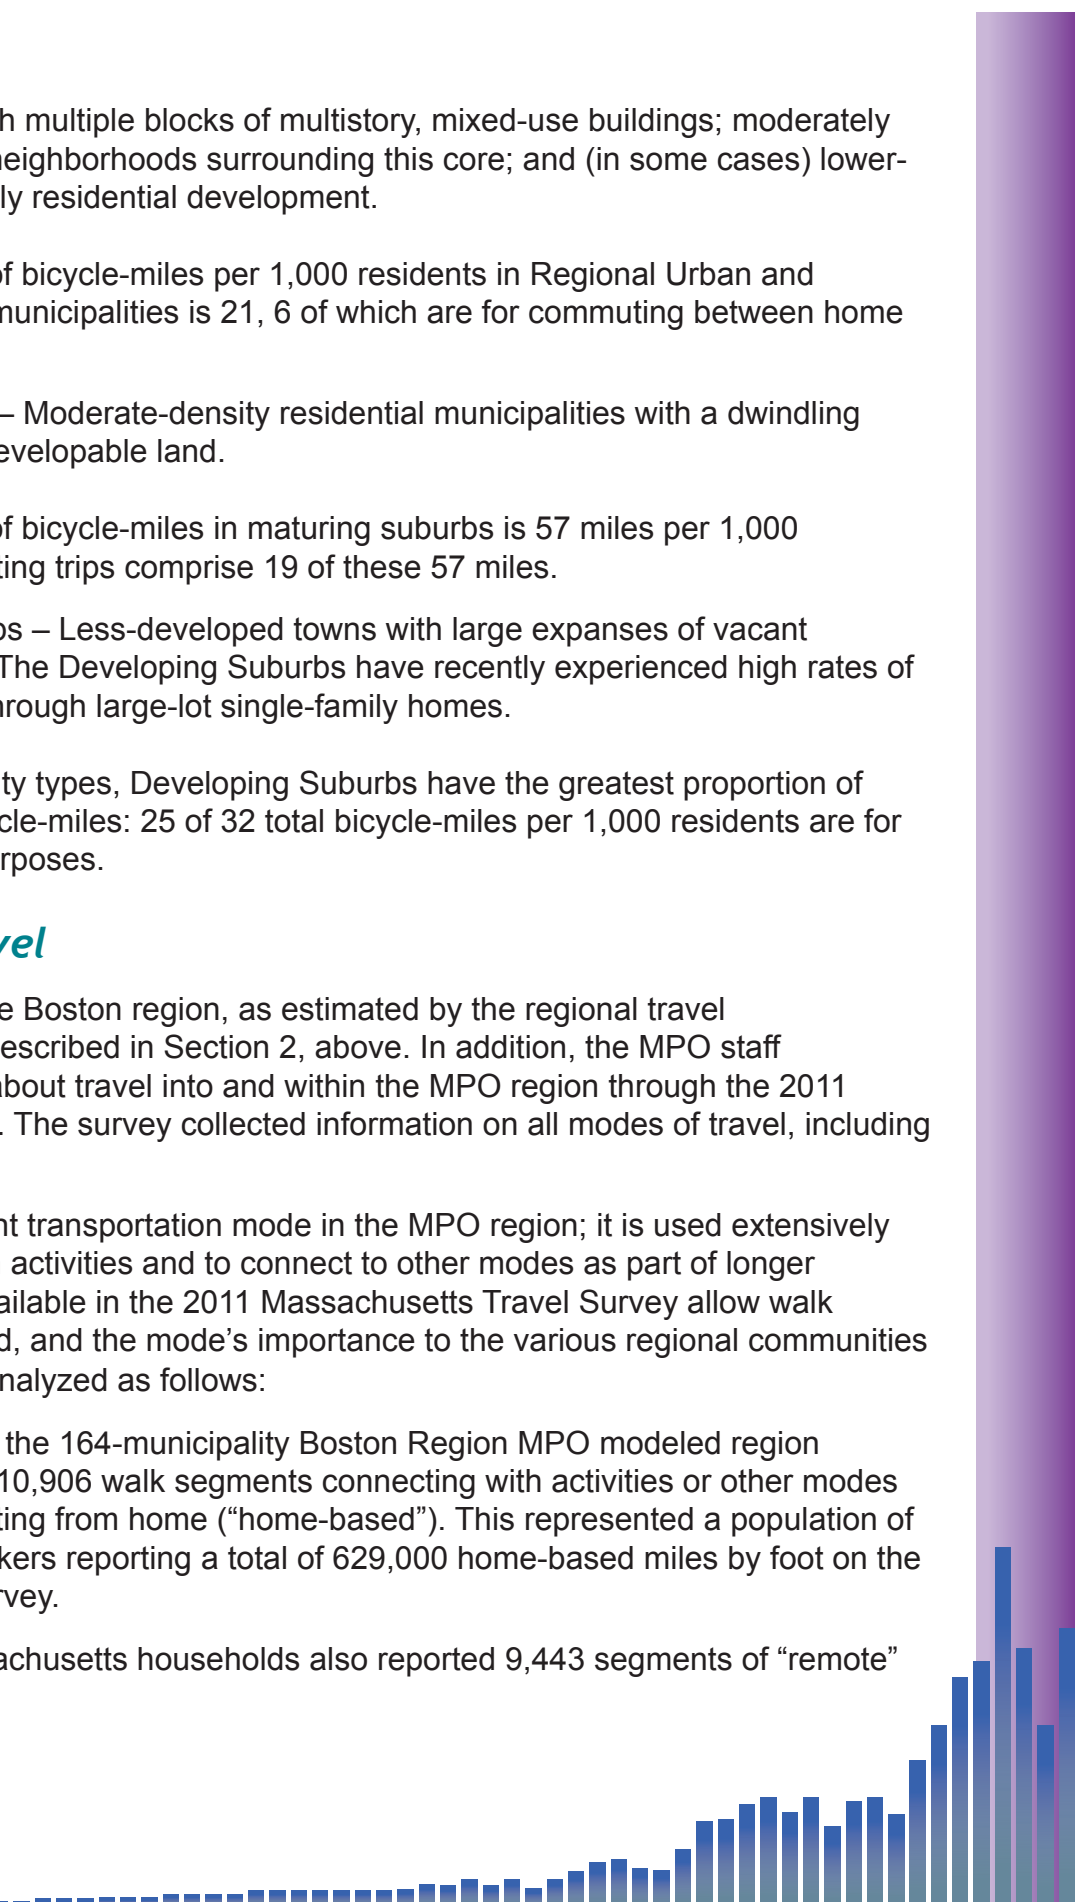 h multiple blocks of multistory, mixed-use buildings; moderately
neighborhoods surrounding this core; and (in some cases) lower-
ly residential development.
of bicycle-miles per 1,000 residents in Regional Urban and
municipalities is 21, 6 of which are for commuting between home
– Moderate-density residential municipalities with a dwindling
evelopable land.
of bicycle-miles in maturing suburbs is 57 miles per 1,000
ting trips comprise 19 of these 57 miles.
bs – Less-developed towns with large expanses of vacant
The Developing Suburbs have recently experienced high rates of
hrough large-lot single-family homes.
ty types, Developing Suburbs have the greatest proportion of
cle-miles: 25 of 32 total bicycle-miles per 1,000 residents are for
rposes.
vel
e Boston region, as estimated by the regional travel
escribed in Section 2, above. In addition, the MPO staff
about travel into and within the MPO region through the 2011
. The survey collected information on all modes of travel, including
nt transportation mode in the MPO region; it is used extensively
activities and to connect to other modes as part of longer
ailable in the 2011 Massachusetts Travel Survey allow walk
d, and the mode’s importance to the various regional communities
nalyzed as follows:
the 164-municipality Boston Region MPO modeled region
10,906 walk segments connecting with activities or other modes
ting from home (“home-based”). This represented a population of
kers reporting a total of 629,000 home-based miles by foot on the
rvey.
achusetts households also reported 9,443 segments of “remote”